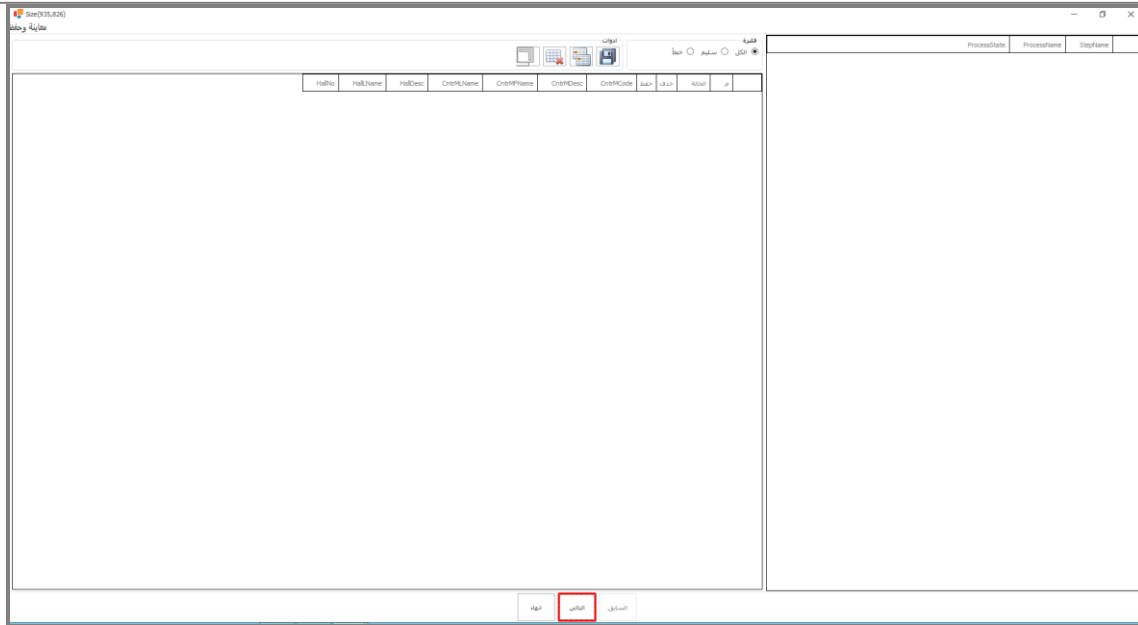 Size(935,826)
معاينة وحفظ
فلترة
الكل سليم خطأ
ادوات
StepName ProcessName ProcessState
م الحالة حذف حفظ CntrMCode CntrMDesc CntrMFName CntrMLName HallDesc HallLName HallNo
السابق التالي انهاء